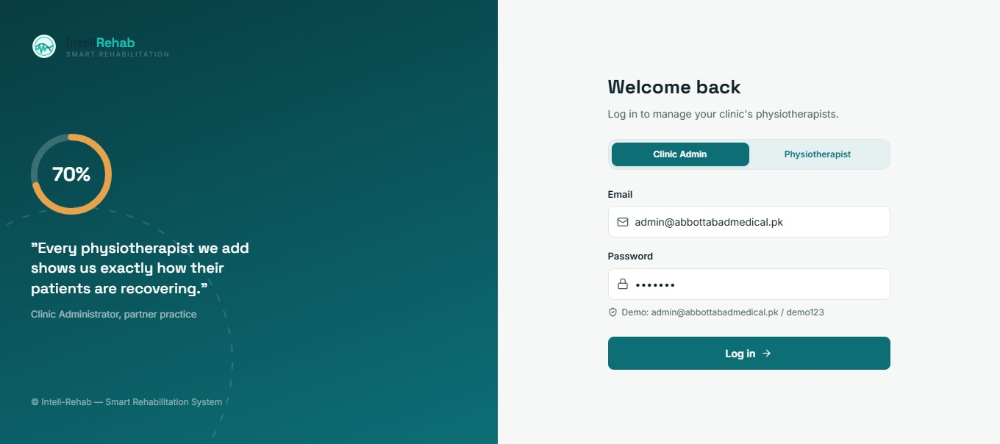 InteliRehab
SMART REHABILITATION
70%
”Every physiotherapist we add
shows us exactly how their
patients are recovering.”
Clinic Administrator, partner practice
© Inteli-Rehab — Smart Rehabilitation System
Welcome back
Log in to manage your clinic's physiotherapists.
Clinic Admin
Physiotherapist
Email
admin@abbottabadmedical.pk
Password
•••••••
Demo: admin@abbottabadmedical.pk / demo123
Log in →